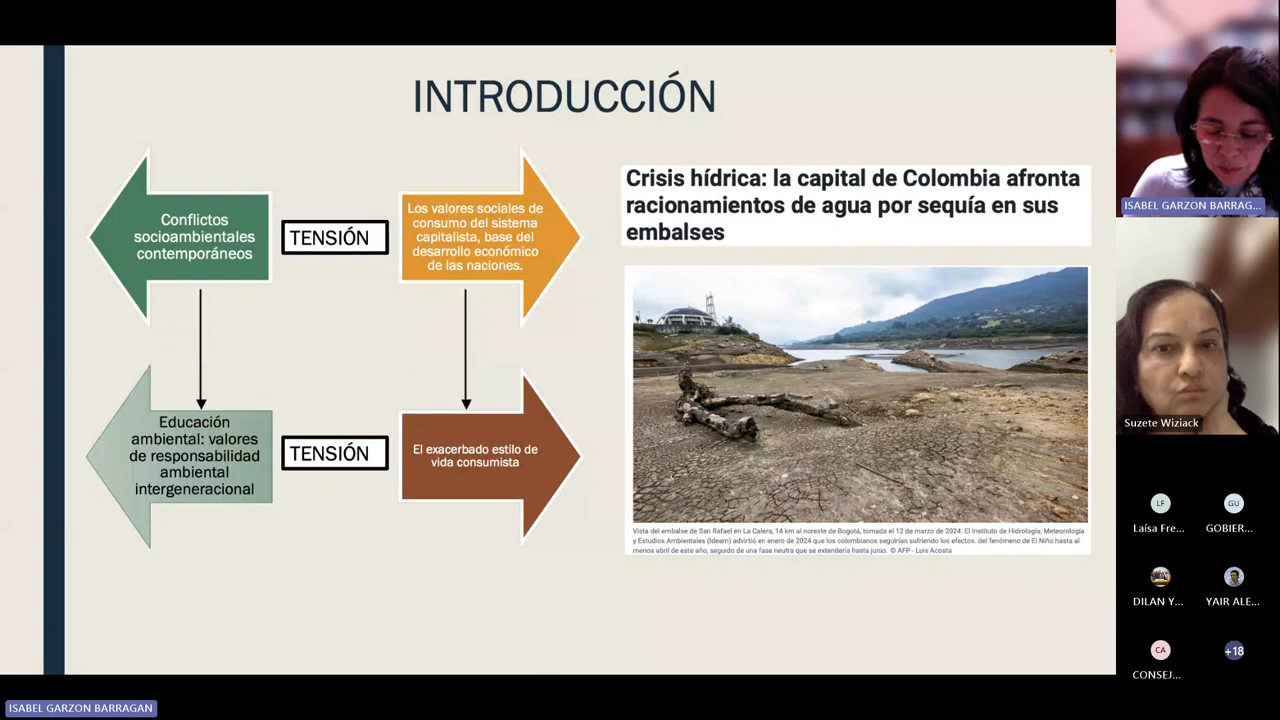 INTRODUCCIÓN
Conflictos
socioambientales
contemporáneos
TENSIÓN
Los valores sociales de
consumo del sistema
capitalista, base del
desarrollo económico
de las naciones.
Educación
ambiental: valores
de responsabilidad
ambiental
intergeneracional
TENSIÓN
El exacerbado estilo de
vida consumista
Crisis hídrica: la capital de Colombia afronta
racionamientos de agua por sequía en sus
embalses
Vista del embalse de San Rafael en La Calera, 14 km al noreste de Bogotá, tomada el 12 de marzo de 2024. El Instituto de Hidrología, Meteorología
y Estudios Ambientales (Ideam) advirtió en enero de 2024 que los colombianos seguirían sufriendo los efectos. del fenómeno de El Niño hasta al
menos abril de este año, seguido de una fase neutra que se extendería hasta junio. © AFP - Luis Acosta
ISABEL GARZON BARRAG...
Suzete Wiziack
LF
GU
Laísa Fre...
GOBIER...
DILAN Y...
YAIR ALE...
CA
+18
CONSEJ...
ISABEL GARZON BARRAGAN